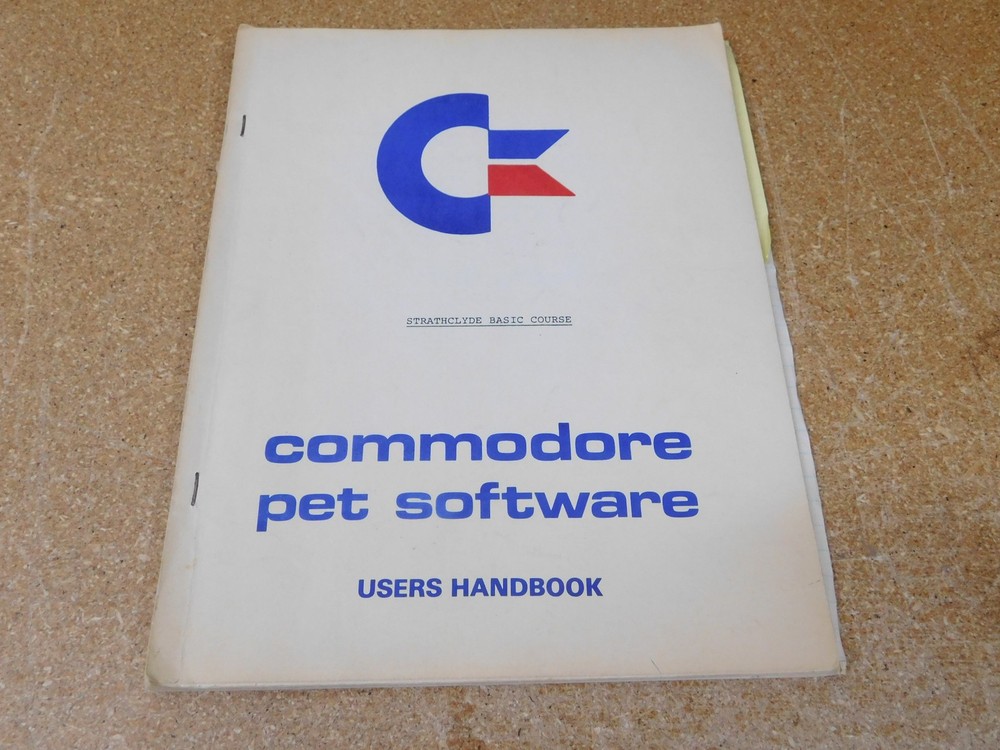 STRATHCLYDE BASIC COURSE
commodore
pet software
USERS HANDBOOK